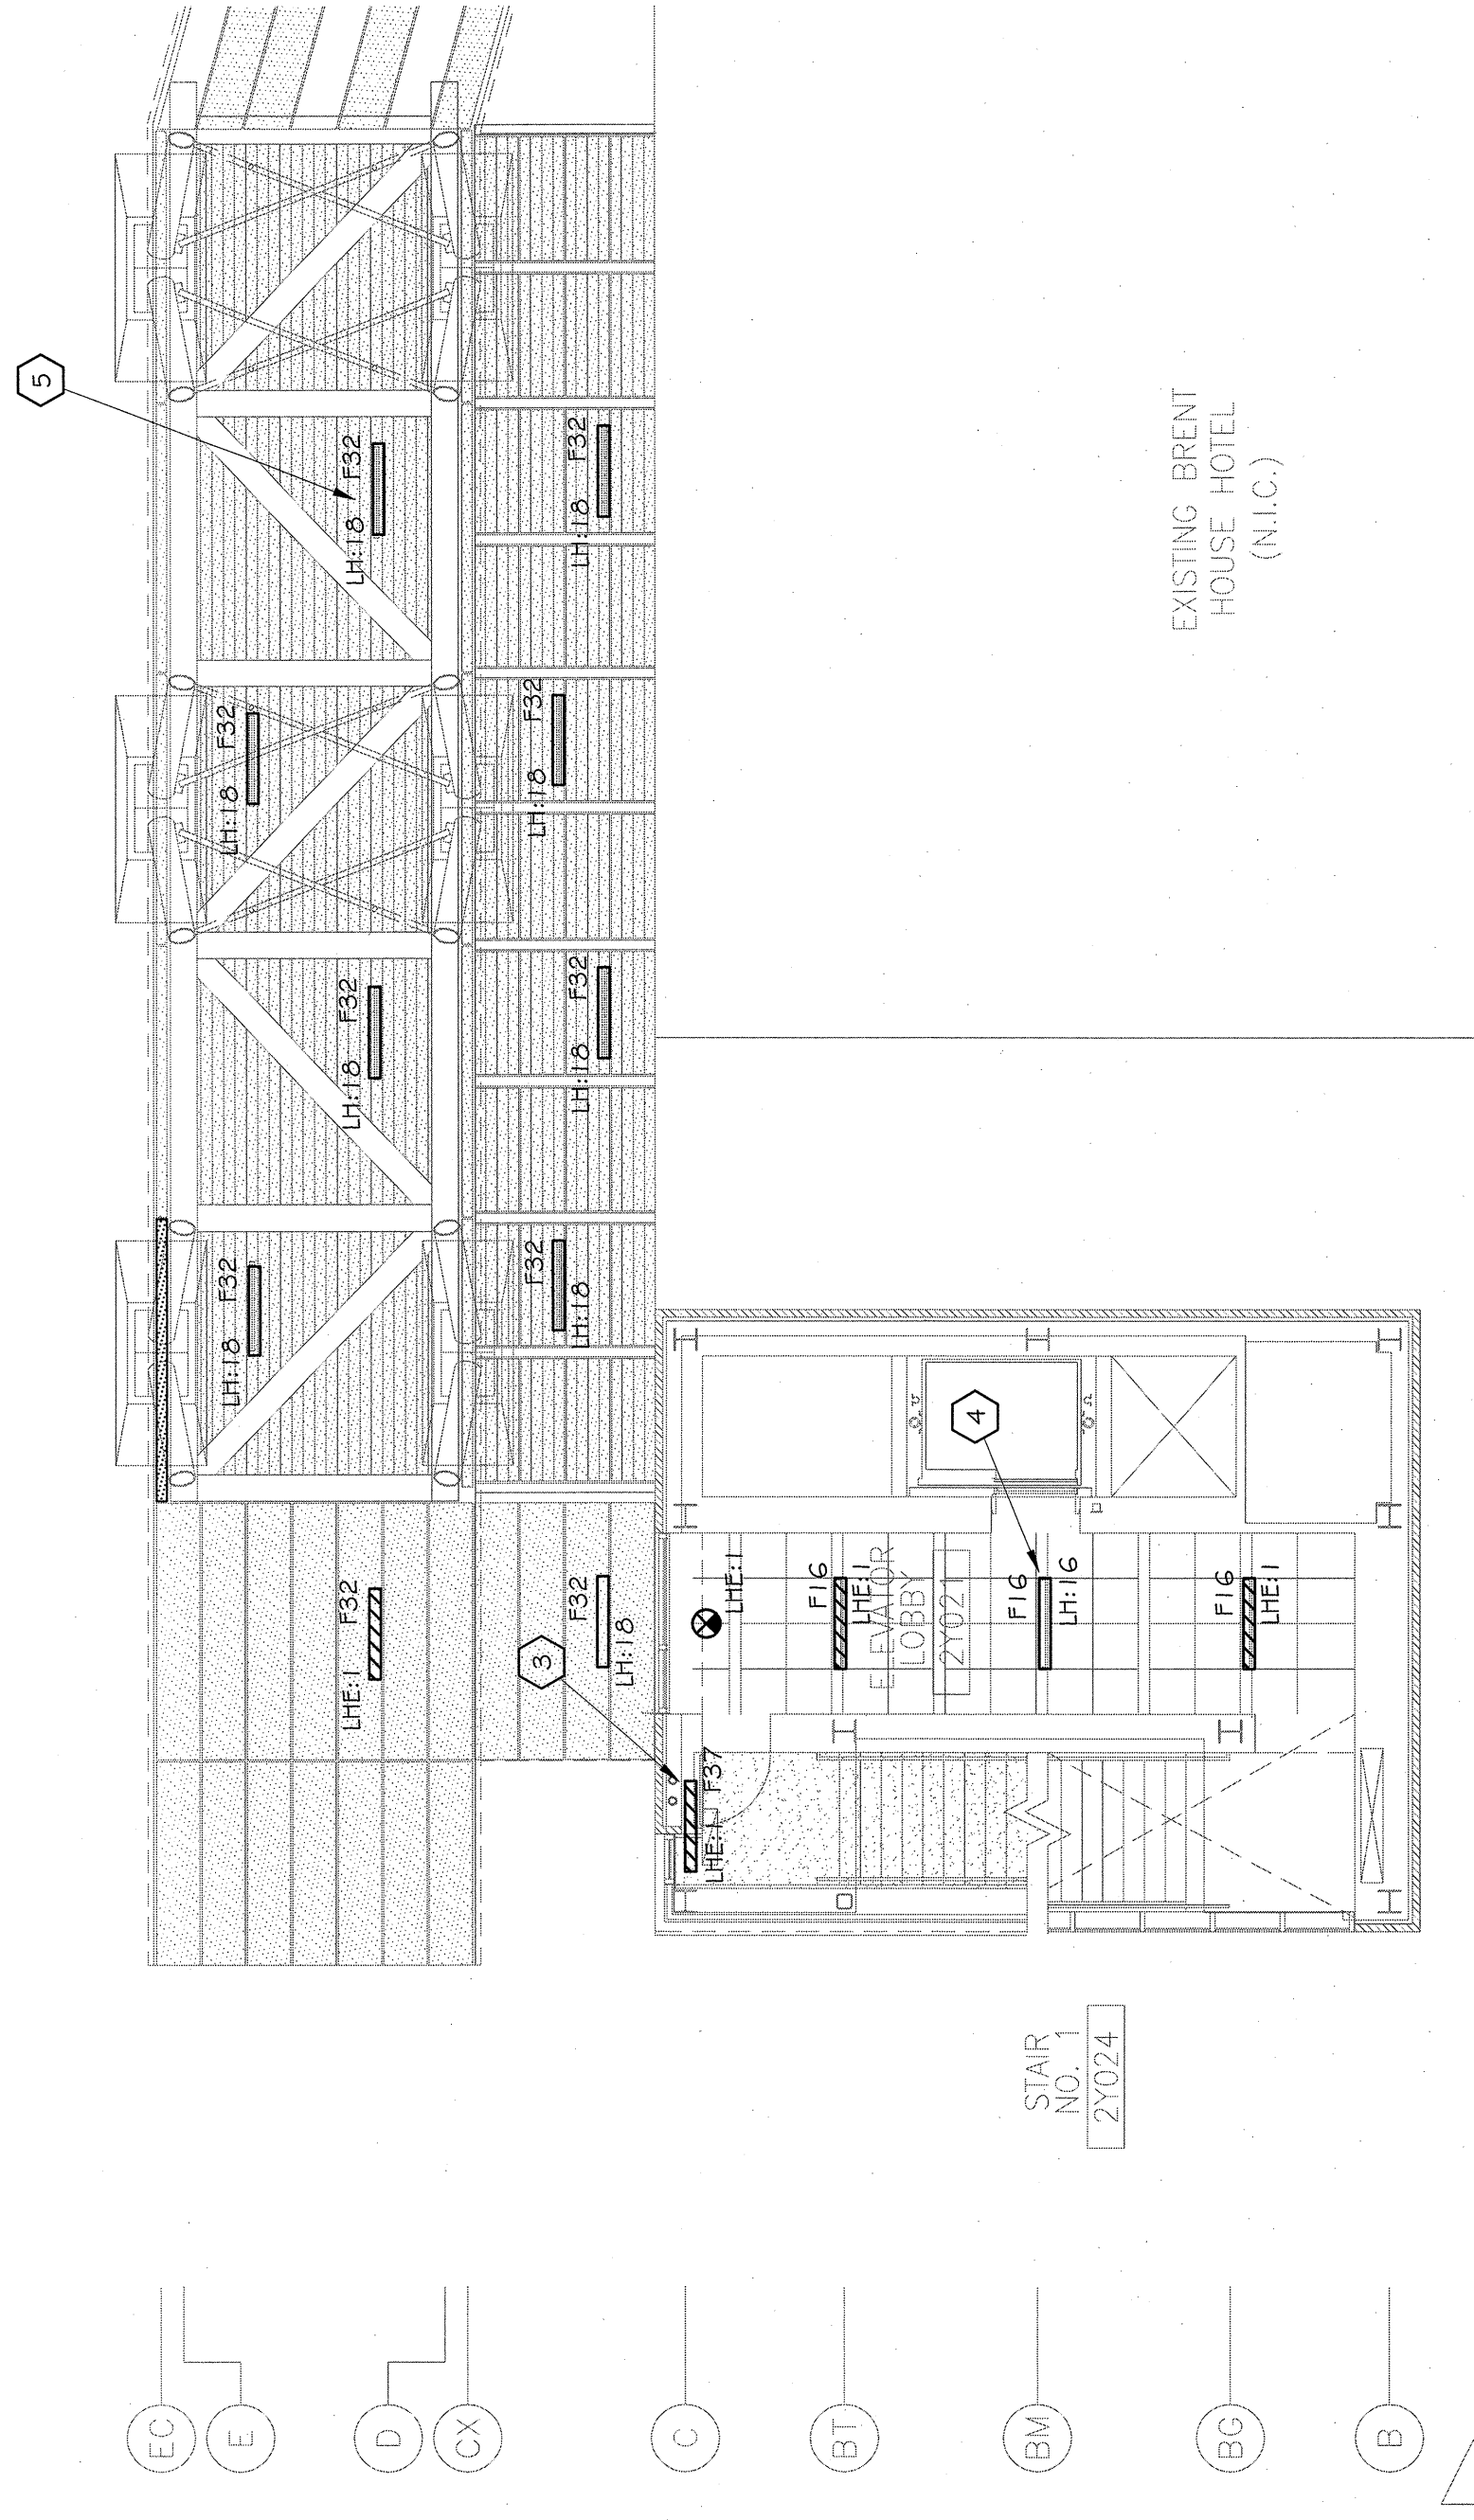 5
LH:18 F32
LH:18 F32
LH:18 F32
LH:18 F32
LH:18 F32
LH:18 F32
LH:18 F32
LH:18 F32
LHE:1 F32
F32
LH:18
3
LHE:1 F37
LHE:1
F16
LHE:1
ELEVATOR
LOBBY
2Y021
4
F16
LH:16
F16
LHE:1
EXISTING BRENT
HOUSE HOTEL
(N.I.C.)
STAIR
NO. 1
2Y024
EC
E
D
CX
C
BT
BM
BG
B